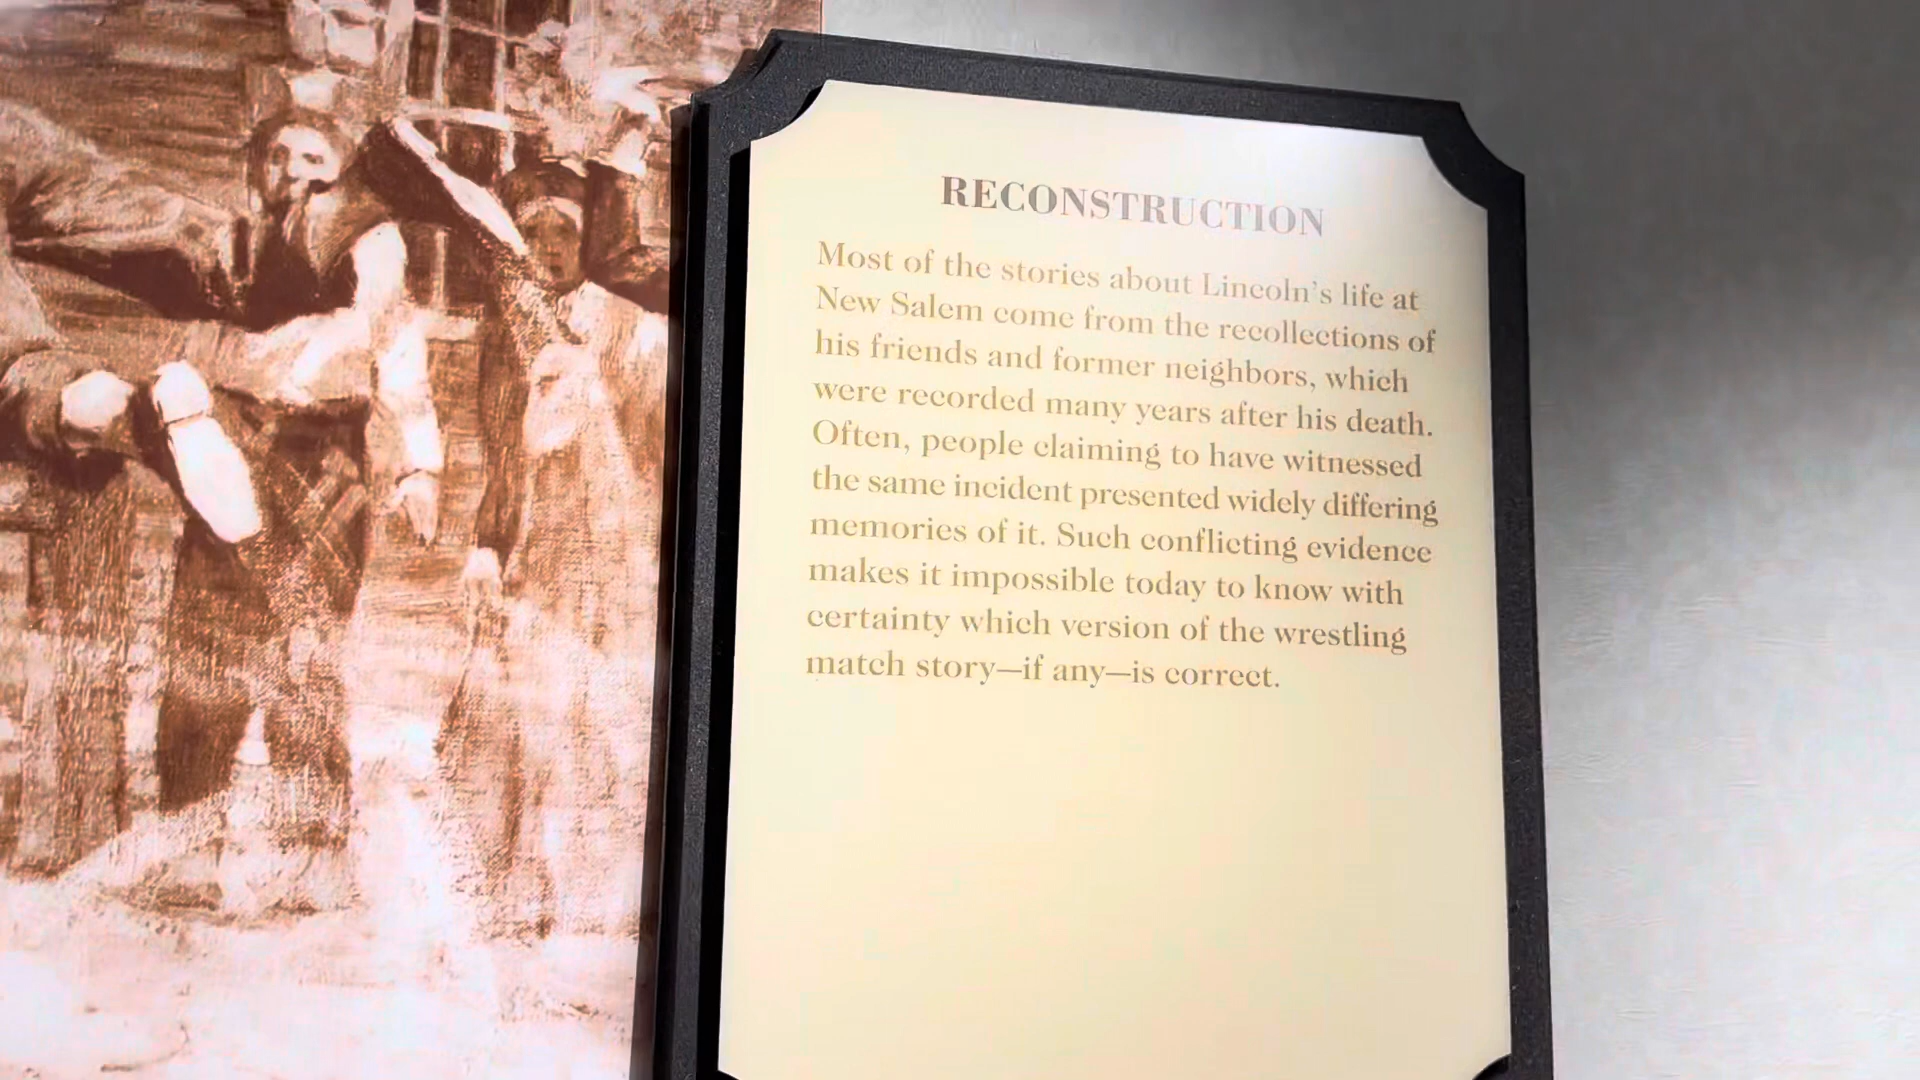 RECONSTRUCTION
Most of the stories about Lincoln's life at
New Salem come from the recollections of
his friends and former neighbors, which
were recorded many years after his death.
Often, people claiming to have witnessed
the same incident presented widely differing
memories of it. Such conflicting evidence
makes it impossible today to know with
certainty which version of the wrestling
match story—if any—is correct.